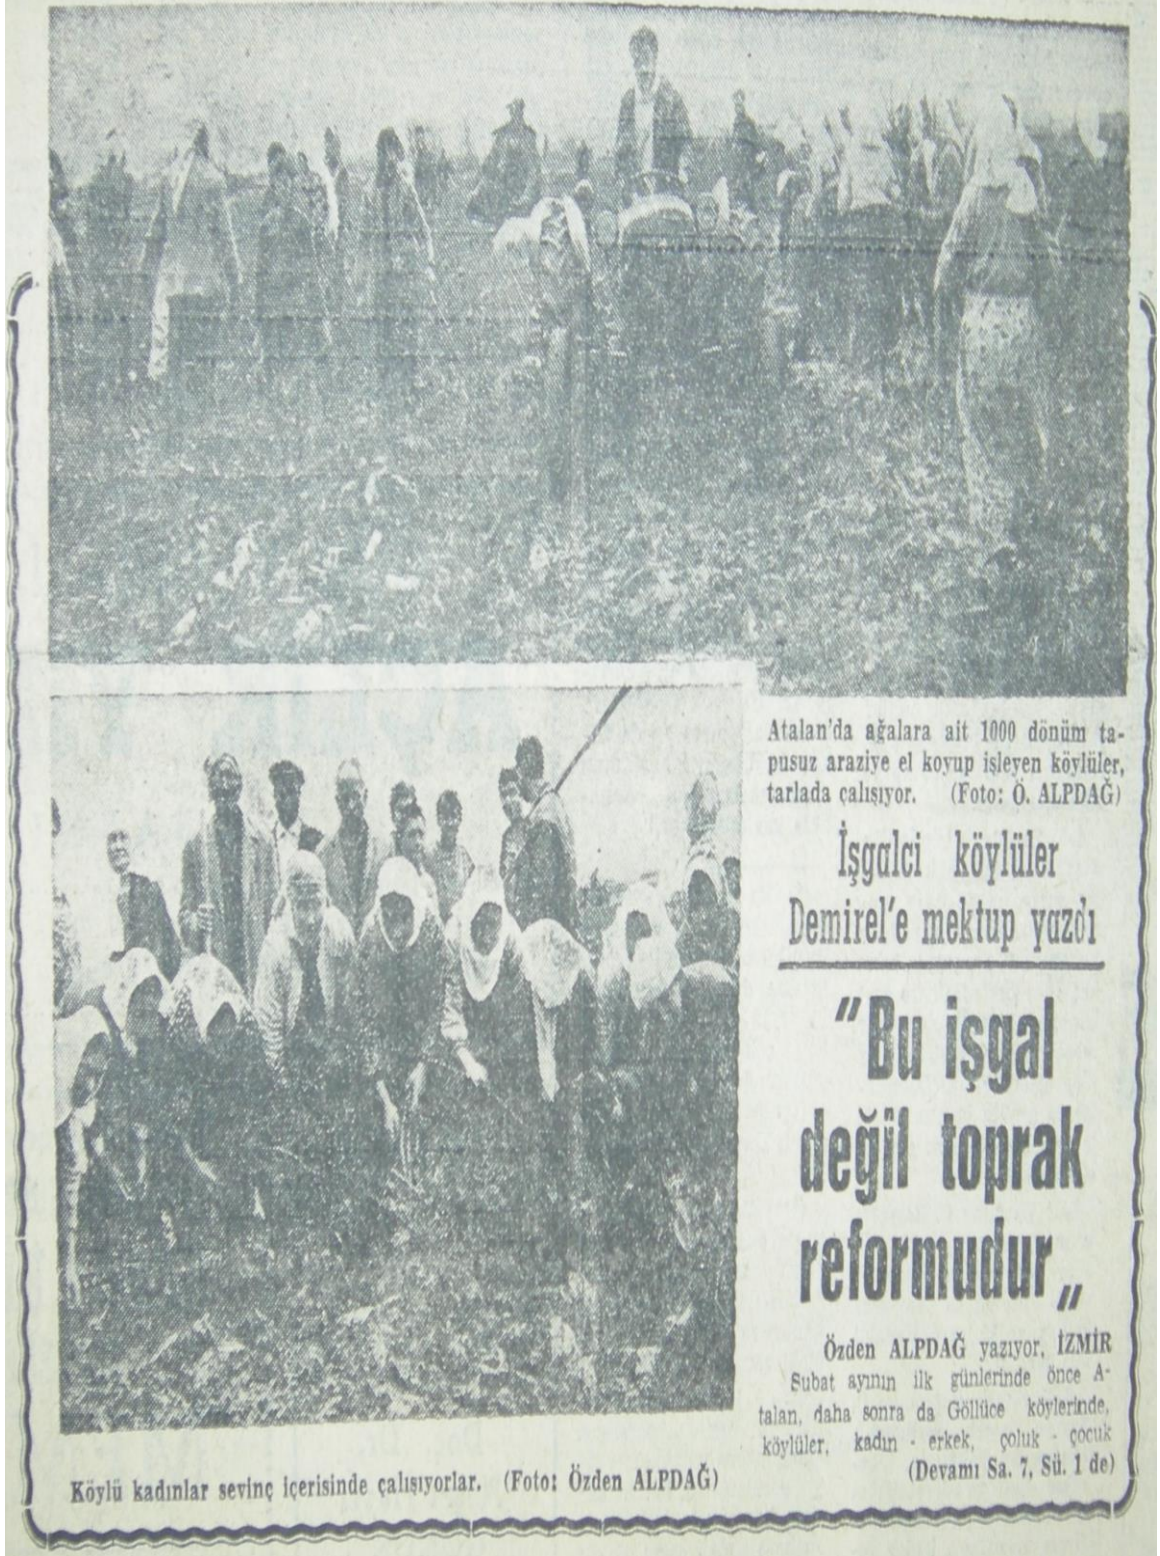 Atalan'da ağalara ait 1000 dönüm ta-
pusuz araziye el koyup işleyen köylüler,
tarlada çalışıyor. (Foto: Ö. ALPDAĞ)
İşgalci köylüler
Demirel'e mektup yazdı
"Bu işgal
değil toprak
reformudur„
Özden ALPDAĞ yazıyor, İZMİR
Şubat ayının ilk günlerinde önce A-
talan, daha sonra da Göllüce köylerinde,
köylüler, kadın - erkek, çoluk - çocuk
(Devamı Sa. 7, Sü. 1 de)
Köylü kadınlar sevinç içerisinde çalışıyorlar. (Foto: Özden ALPDAĞ)